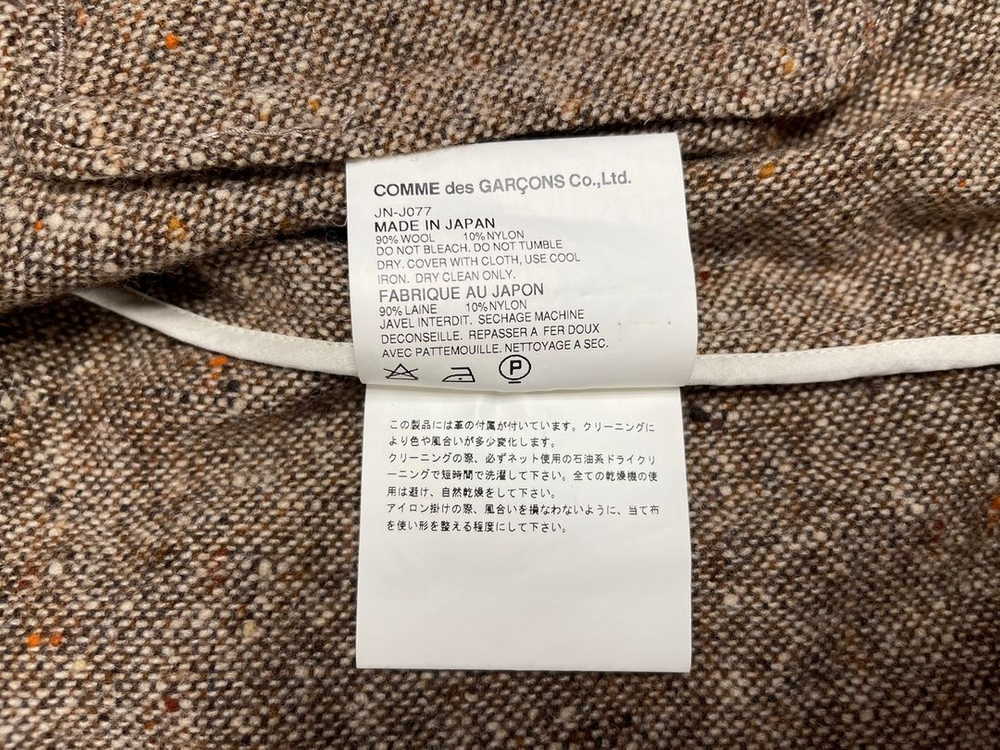 COMME des GARÇONS Co.,Ltd.
JN-J077
MADE IN JAPAN
90% WOOL 10% NYLON
DO NOT BLEACH. DO NOT TUMBLE
DRY. COVER WITH CLOTH, USE COOL
IRON. DRY CLEAN ONLY.
FABRIQUE AU JAPON
90% LAINE 10% NYLON
JAVEL INTERDIT. SECHAGE MACHINE
DECONSEILLE. REPASSER A FER DOUX
AVEC PATTEMOUILLE. NETTOYAGE A SEC.
P
この製品には革の付属が付いています。クリーニングに
より色や風合いが多少変化します。
クリーニングの際、必ずネット使用の石油系ドライクリ
ーニングで短時間で洗濯して下さい。全ての乾燥機の使
用は避け、自然乾燥をして下さい。
アイロン掛けの際、風合いを損なわないように、当て布
を使い形を整える程度にして下さい。